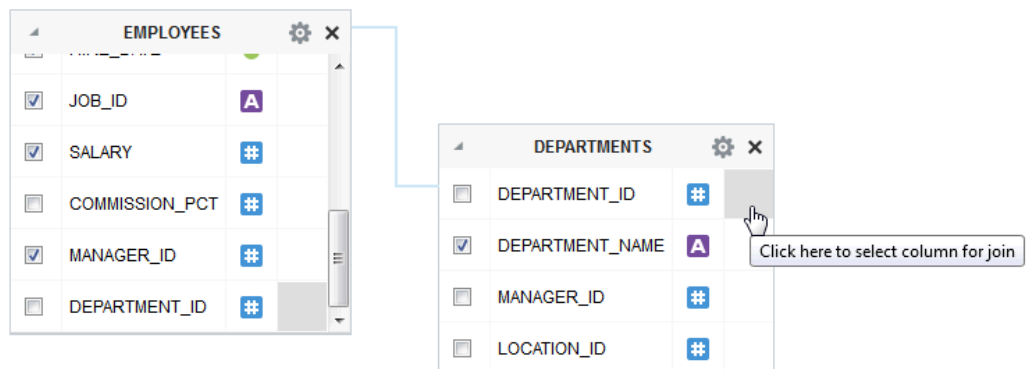 EMPLOYEES
JOB_ID A
SALARY #
COMMISSION_PCT #
MANAGER_ID #
DEPARTMENT_ID #
DEPARTMENTS
DEPARTMENT_ID #
DEPARTMENT_NAME A
Click here to select column for join
MANAGER_ID #
LOCATION_ID #